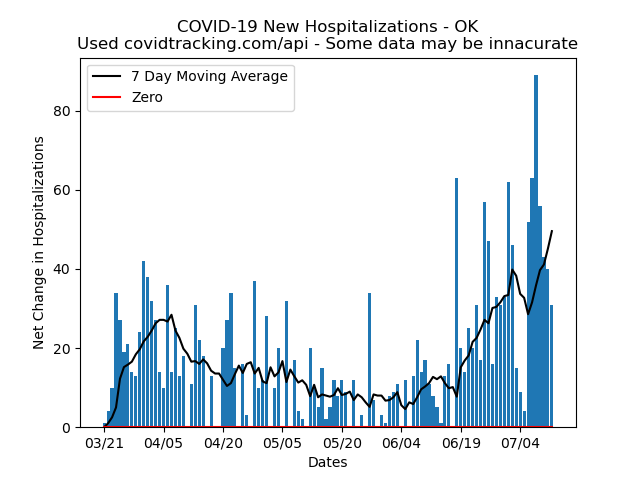 COVID-19 New Hospitalizations - OK
Used covidtracking.com/api - Some data may be innacurate
7 Day Moving Average
Zero
Net Change in Hospitalizations
80
60
40
20
0
03/21 04/05 04/20 05/05 05/20 06/04 06/19 07/04
Dates